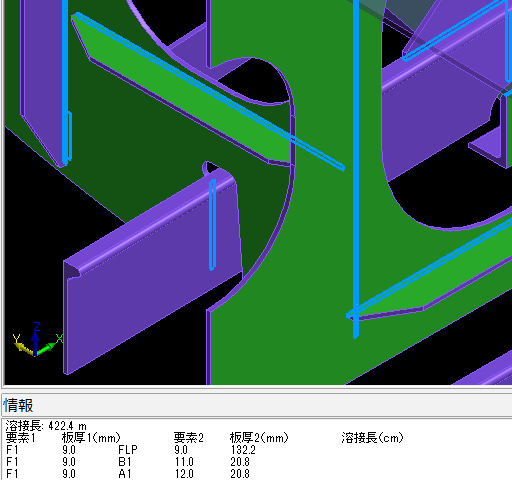 Z
Y X
情報
溶接長: 422.4 m
要素1 板厚1(mm) 要素2 板厚2(mm) 溶接長(cm)
F1 9.0 FLP 9.0 132.2
F1 9.0 B1 11.0 20.8
F1 9.0 A1 12.0 20.8